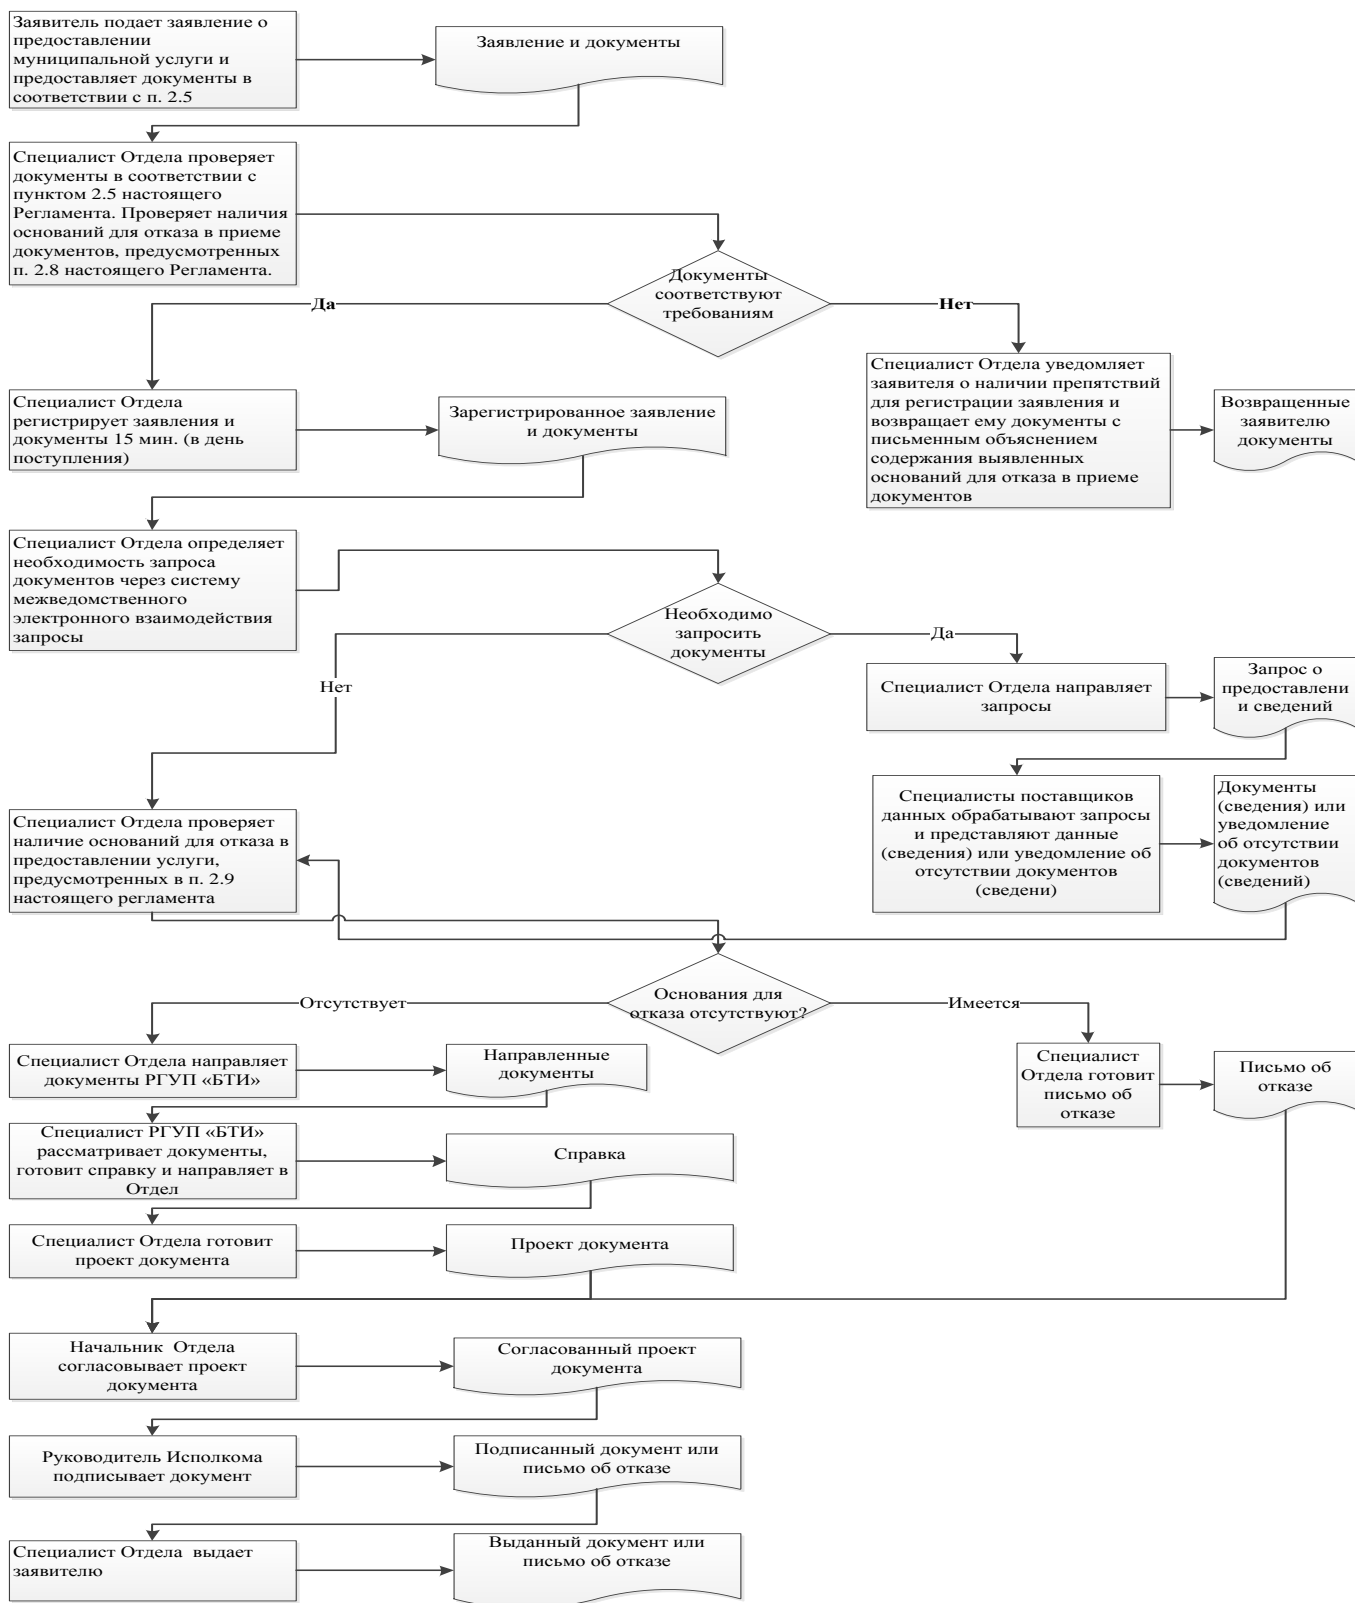 Заявитель подает заявление о
предоставлении
муниципальной услуги и
предоставляет документы в
соответствии с п. 2.5
Заявление и документы
Специалист Отдела проверяет
документы в соответствии с
пунктом 2.5 настоящего
Регламента. Проверяет наличия
оснований для отказа в приеме
документов, предусмотренных
п. 2.8 настоящего Регламента.
Документы
соответствуют
требованиям
Да
Нет
Специалист Отдела
регистрирует заявления и
документы 15 мин. (в день
поступления)
Зарегистрированное заявление
и документы
Специалист Отдела уведомляет
заявителя о наличии препятствий
для регистрации заявления и
возвращает ему документы с
письменным объяснением
содержания выявленных
оснований для отказа в приеме
документов
Возвращенные
заявителю
документы
Специалист Отдела определяет
необходимость запроса
документов через систему
межведомственного
электронного взаимодействия
запросы
Необходимо
запросить
документы
Да
Нет
Специалист Отдела направляет
запросы
Запрос о
предоставлени
и сведений
Специалисты поставщиков
данных обрабатывают запросы
и представляют данные
(сведения) или уведомление об
отсутствии документов
(сведени)
Документы
(сведения) или
уведомление
об отсутствии
документов
(сведений)
Специалист Отдела проверяет
наличие оснований для отказа в
предоставлении услуги,
предусмотренных в п. 2.9
настоящего регламента
Основания для
отказа отсутствуют?
Отсутствует
Имеется
Специалист Отдела направляет
документы РГУП «БТИ»
Направленные
документы
Специалист
Отдела готовит
письмо об
отказе
Письмо об
отказе
Специалист РГУП «БТИ»
рассматривает документы,
готовит справку и направляет в
Отдел
Справка
Специалист Отдела готовит
проект документа
Проект документа
Начальник  Отдела
согласовывает проект
документа
Согласованный проект
документа
Руководитель Исполкома
подписывает документ
Подписанный документ или
письмо об отказе
Специалист Отдела  выдает
заявителю
Выданный документ или
письмо об отказе